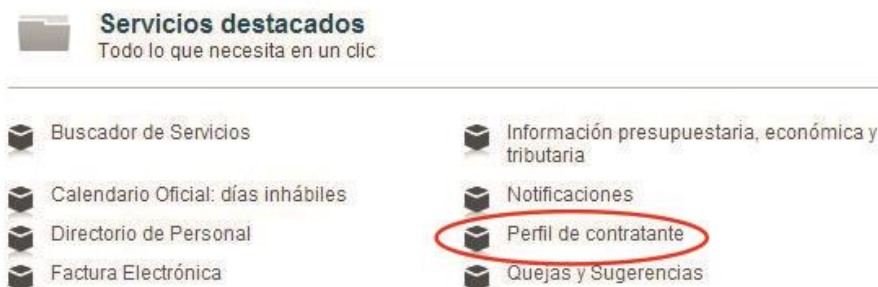 Servicios destacados
Todo lo que necesita en un clic
Buscador de Servicios
Información presupuestaria, económica y
tributaria
Calendario Oficial: días inhábiles
Notificaciones
Directorio de Personal
Perfil de contratante
Factura Electrónica
Quejas y Sugerencias